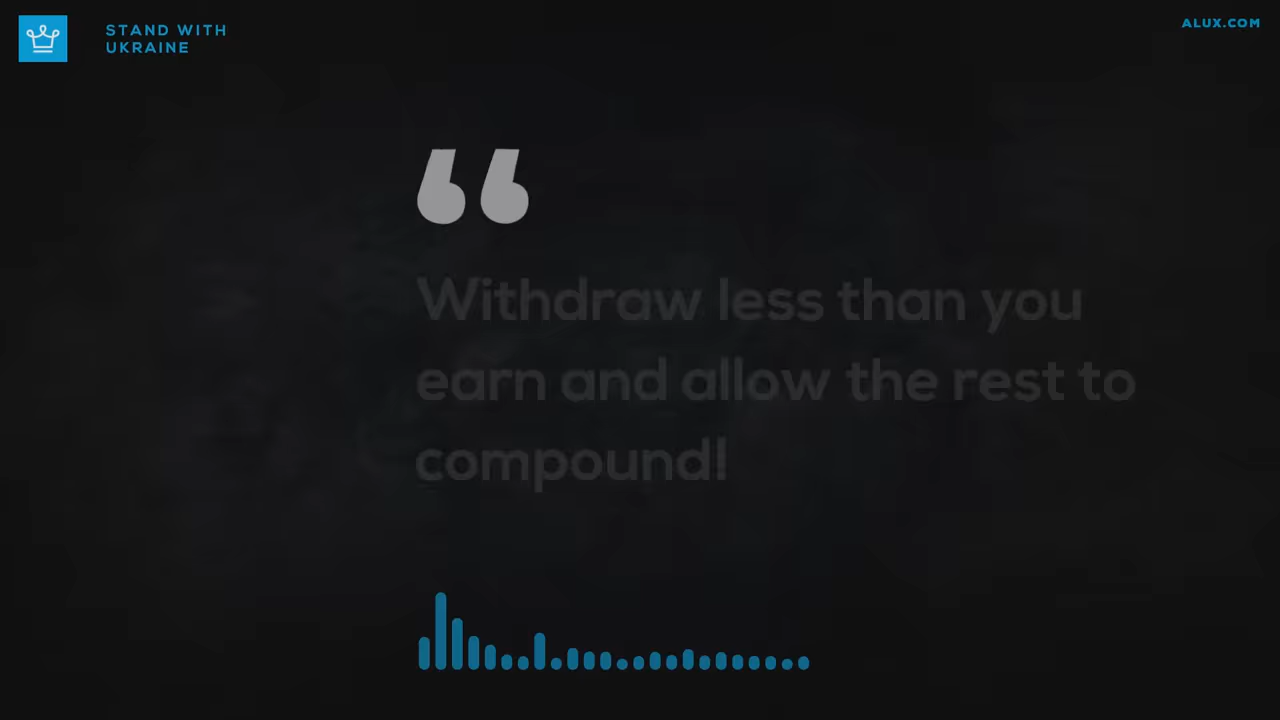 STAND WITH
UKRAINE
ALUX.COM
“
Withdraw less than you
earn and allow the rest to
compound!